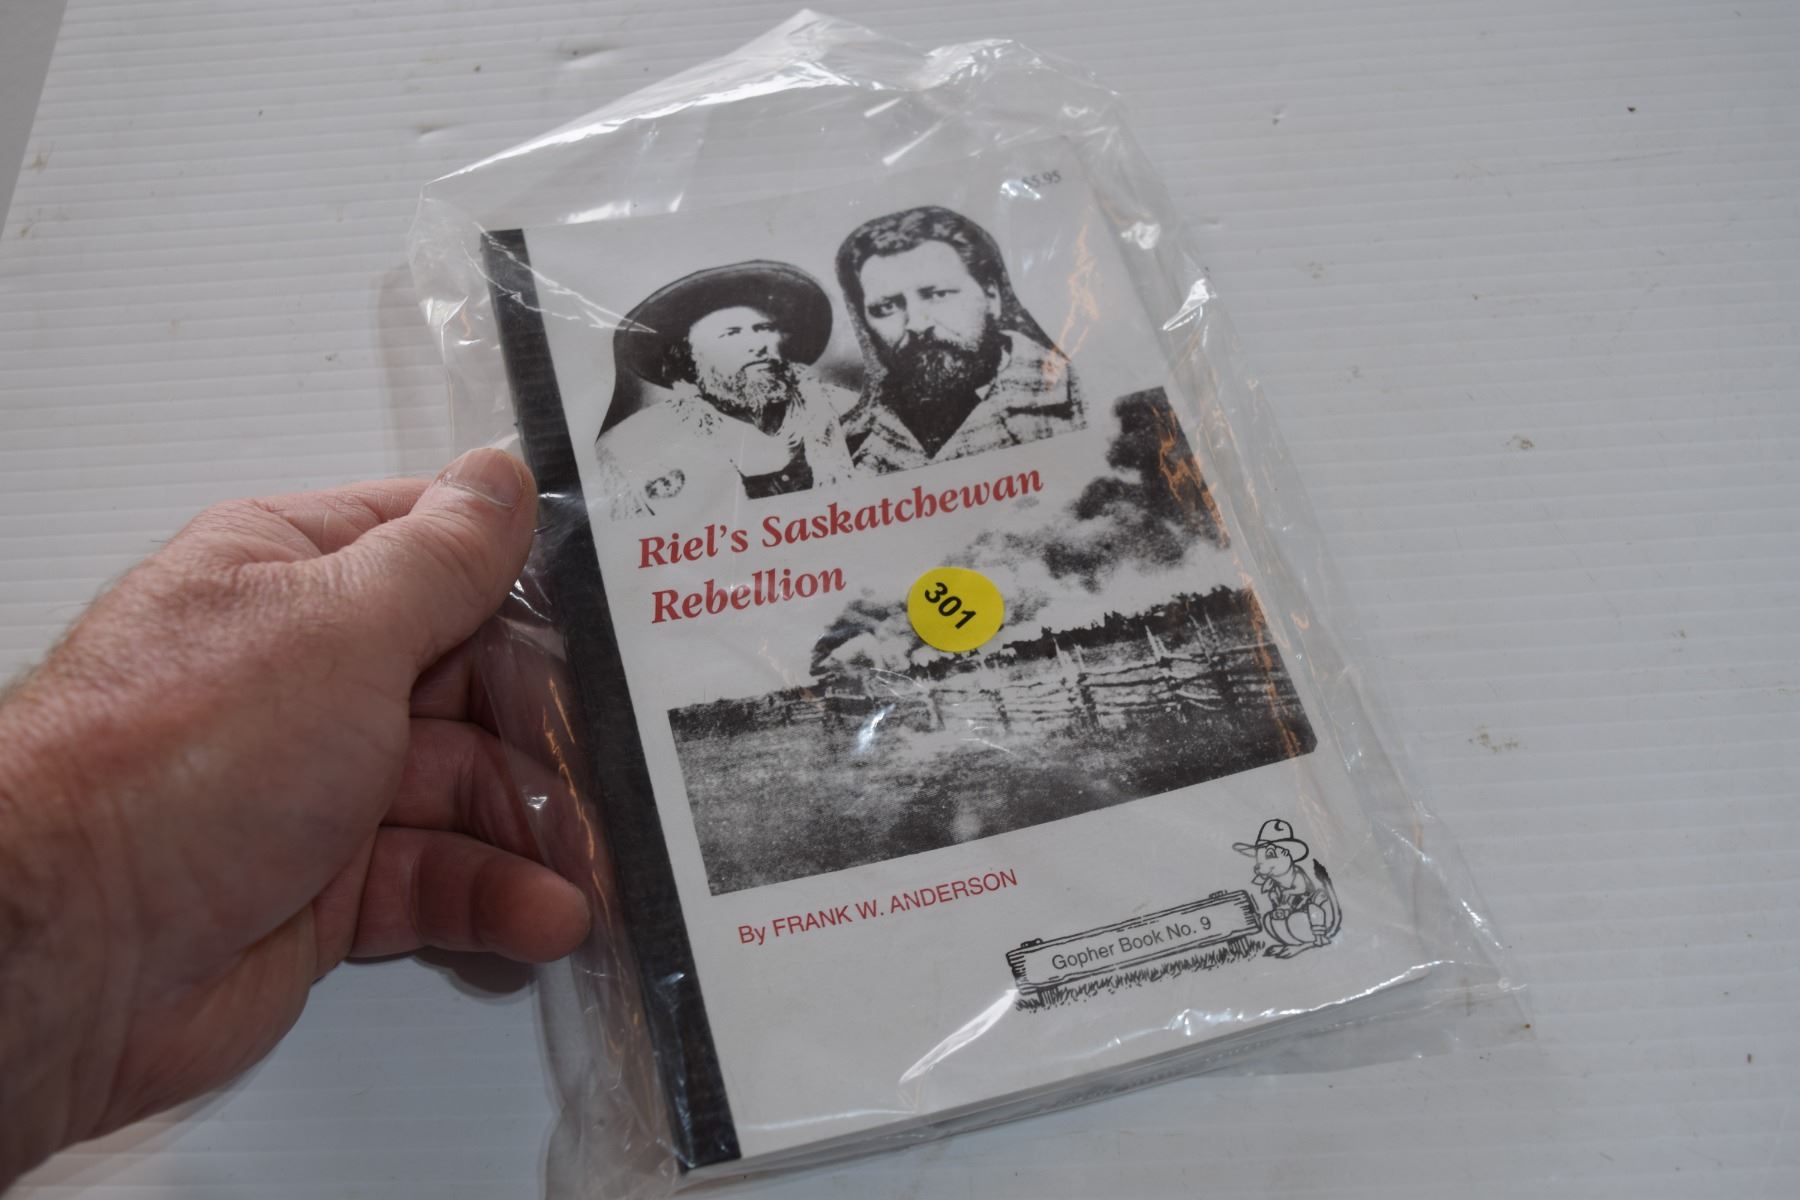 $5.95
Riel's Saskatchewan
Rebellion
301
By FRANK W. ANDERSON
Gopher Book No. 9